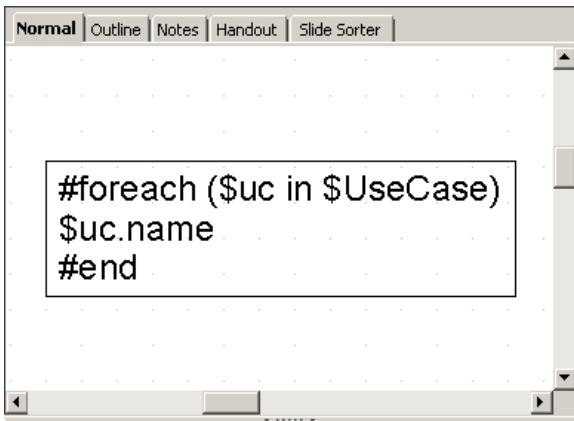 Normal Outline Notes Handout Slide Sorter
#foreach ($uc in $UseCase)
$uc.name
#end